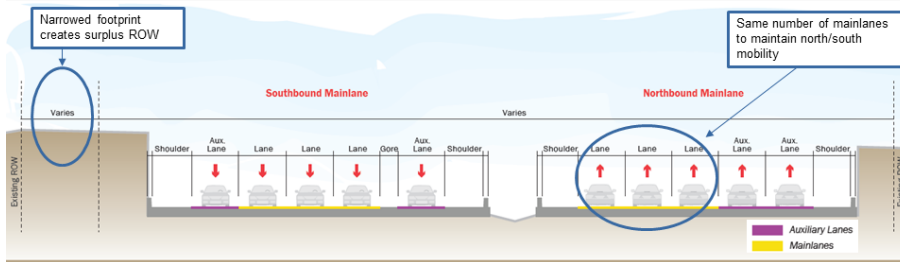 Narrowed footprint
creates surplus ROW
Same number of mainlanes
to maintain north/south
mobility
Southbound Mainlane
Northbound Mainlane
Varies
Varies
Shoulder
Aux.
Lane
Lane
Lane
Lane
Gore
Aux.
Lane
Shoulder
Shoulder
Lane
Lane
Lane
Aux.
Lane
Aux.
Lane
Shoulder
Existing ROW
Auxiliary Lanes
Mainlanes